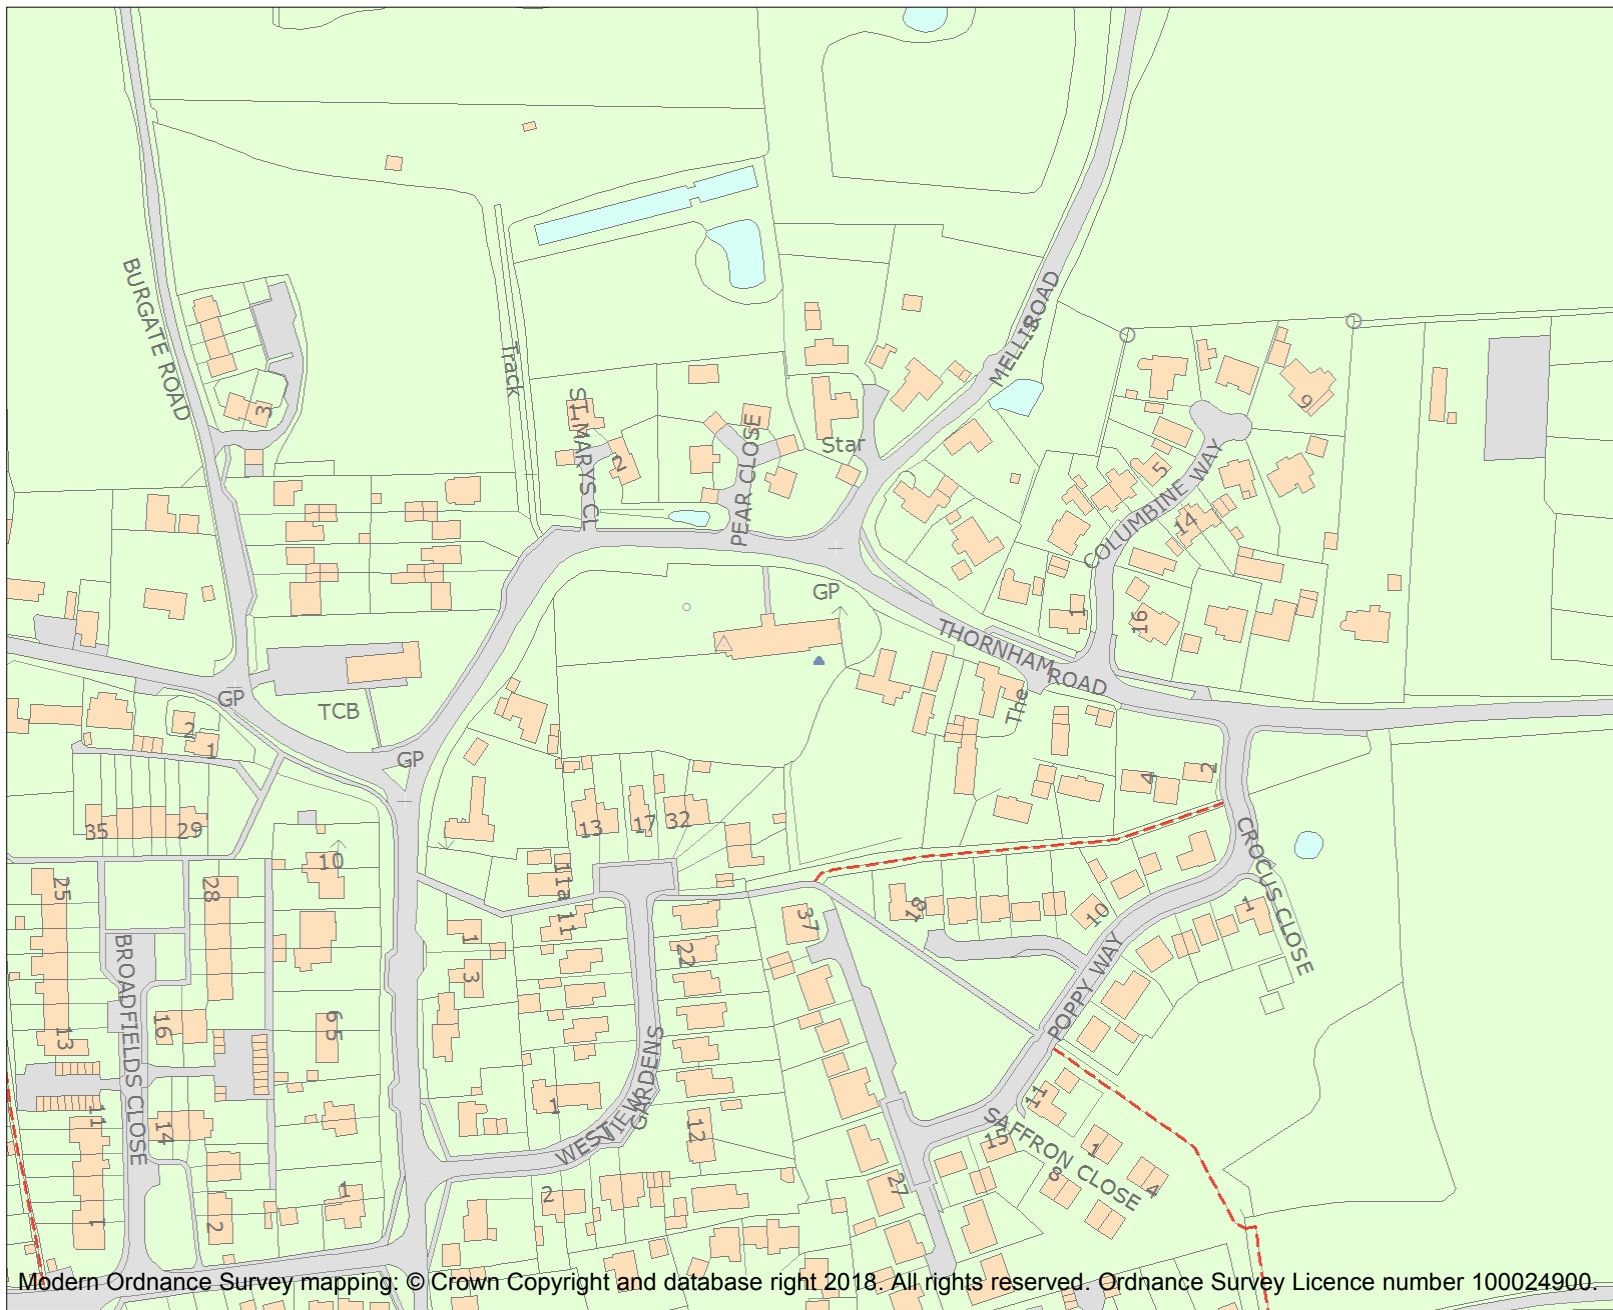 BURGATE ROAD
3
Track
ST MARYS CL
1
2
PEAR CLOSE
Star
MELLIS ROAD
9
5
COLUMBINE WAY
14
1
16
GP
THORNHAM ROAD
The
GP
TCB
GP
2
1
35
29
13
17
32
4
2
CROCUS CLOSE
10
11a
11
25
28
1
3
22
37
18
10
1
BROADFIELDS CLOSE
16
13
65
POPPY WAY
GARDENS
WESTVIEW
1
12
11
14
11
SAFFRON CLOSE
15
1
8
4
27
1
2
1
2
Modern Ordnance Survey mapping: © Crown Copyright and database right 2018. All rights reserved. Ordnance Survey Licence number 100024900.